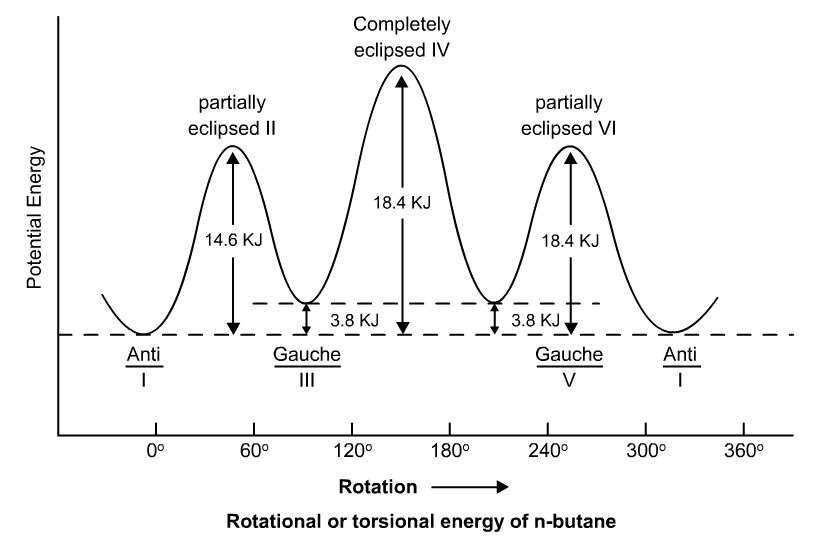 Completely
eclipsed IV
partially
eclipsed II
partially
eclipsed VI
Potential Energy
14.6 KJ
18.4 KJ
18.4 KJ
3.8 KJ
3.8 KJ
Anti
I
Gauche
III
Gauche
V
Anti
I
0° 60° 120° 180° 240° 300° 360°
Rotation
Rotational or torsional energy of n-butane